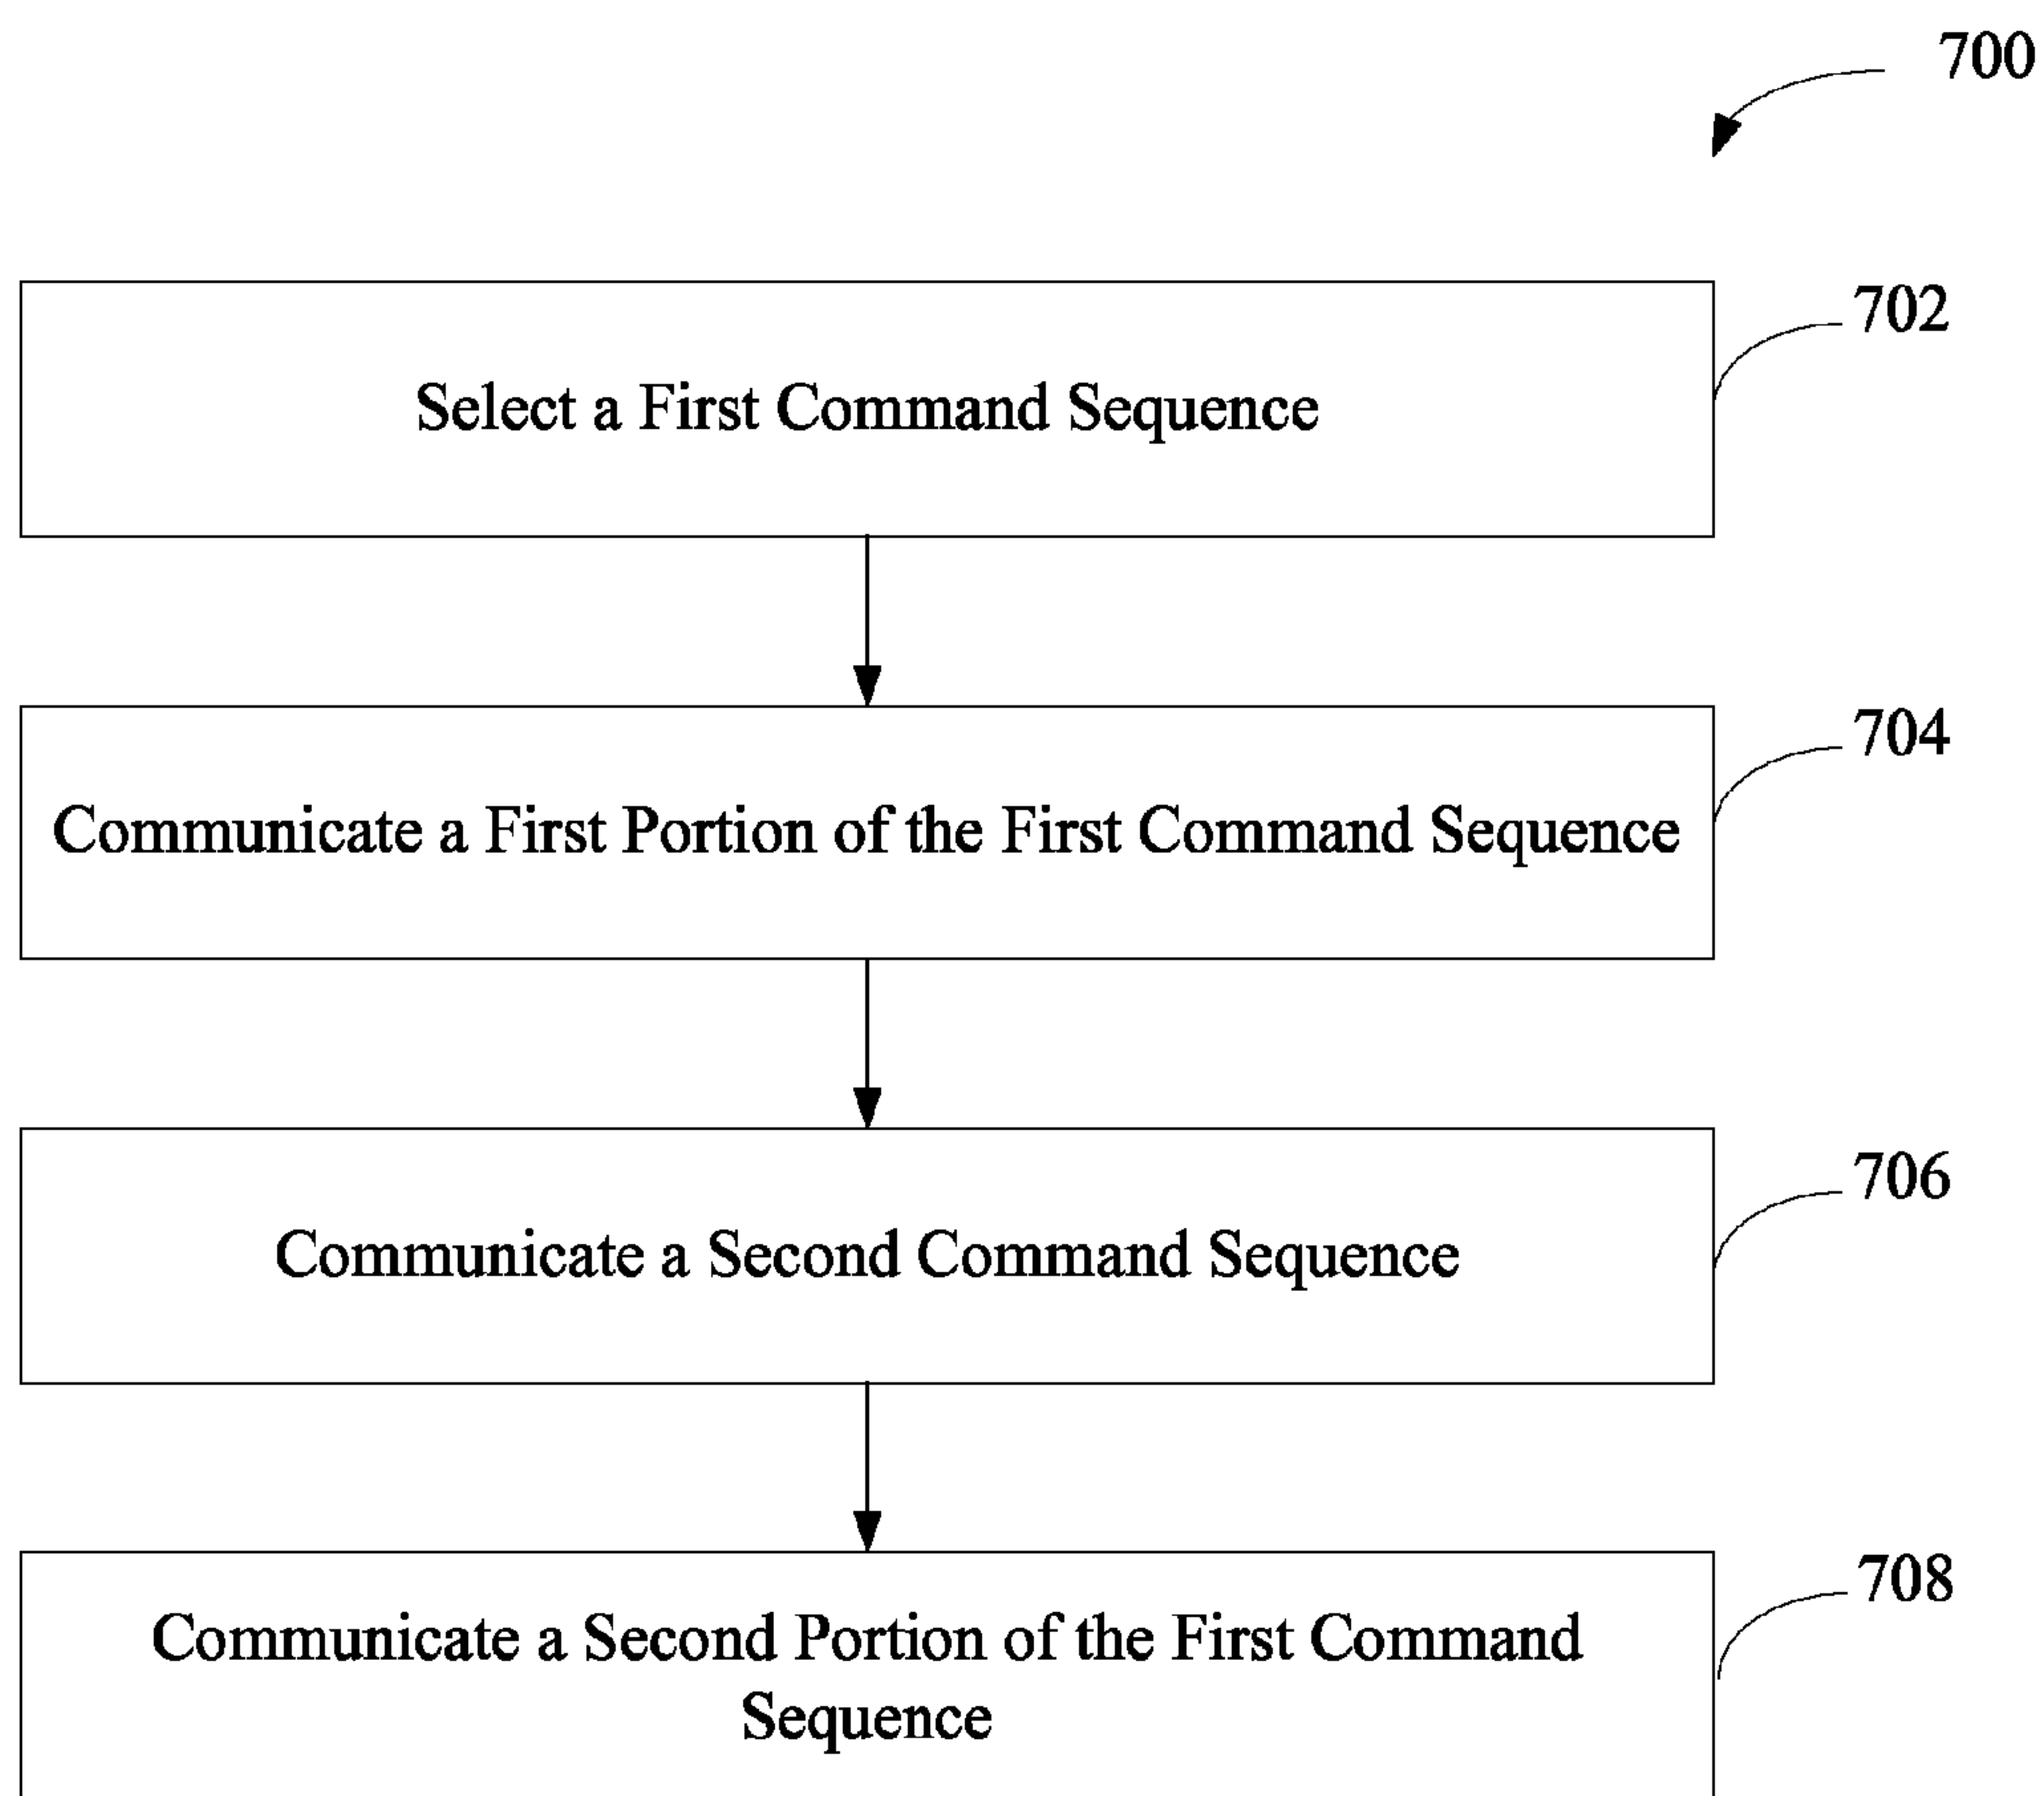 700
702
Select a First Command Sequence
704
Communicate a First Portion of the First Command Sequence
706
Communicate a Second Command Sequence
708
Communicate a Second Portion of the First Command
Sequence